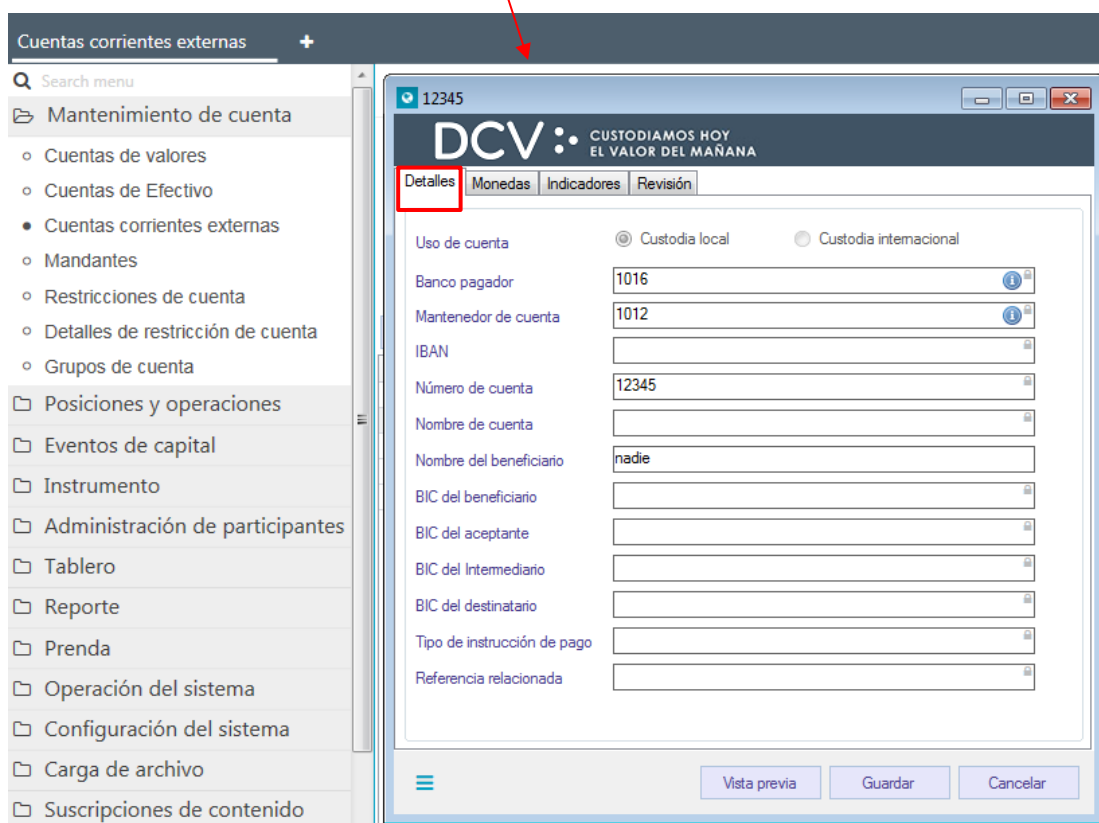 Cuentas corrientes externas +
Search menu
Mantenimiento de cuenta
Cuentas de valores
Cuentas de Efectivo
Cuentas corrientes externas
Mandantes
Restricciones de cuenta
Detalles de restricción de cuenta
Grupos de cuenta
Posiciones y operaciones
Eventos de capital
Instrumento
Administración de participantes
Tablero
Reporte
Prenda
Operación del sistema
Configuración del sistema
Carga de archivo
Suscripciones de contenido
12345
DCV CUSTODIAMOS HOY
EL VALOR DEL MAÑANA
Detalles Monedas Indicadores Revisión
Uso de cuenta Custodia local Custodia internacional
Banco pagador 1016
Mantenedor de cuenta 1012
IBAN
Número de cuenta 12345
Nombre de cuenta
Nombre del beneficiario nadie
BIC del beneficiario
BIC del aceptante
BIC del Intermediario
BIC del destinatario
Tipo de instrucción de pago
Referencia relacionada
Vista previa Guardar Cancelar